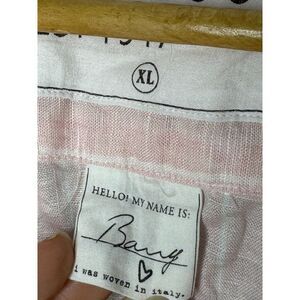 XL
HELLO! MY NAME IS:
Barry
i was woven in italy.